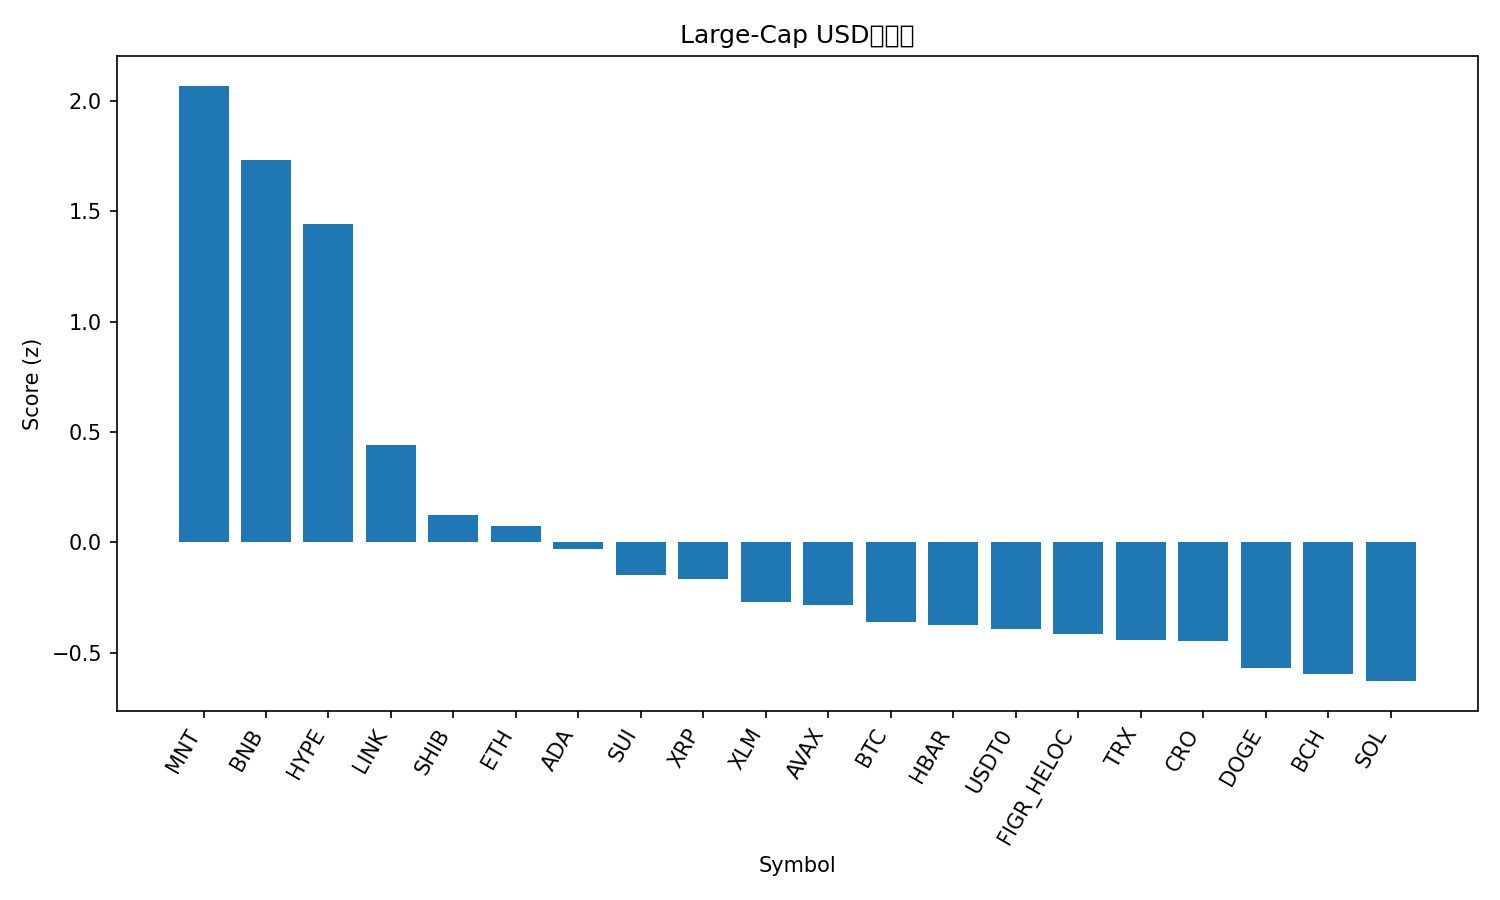 Large-Cap USD
2.0
1.5
1.0
0.5
0.0
−0.5
Score (z)
MNT
BNB
HYPE
LINK
SHIB
ETH
ADA
SUI
XRP
XLM
AVAX
BTC
HBAR
USDT0
FIGR_HELOC
TRX
CRO
DOGE
BCH
SOL
Symbol